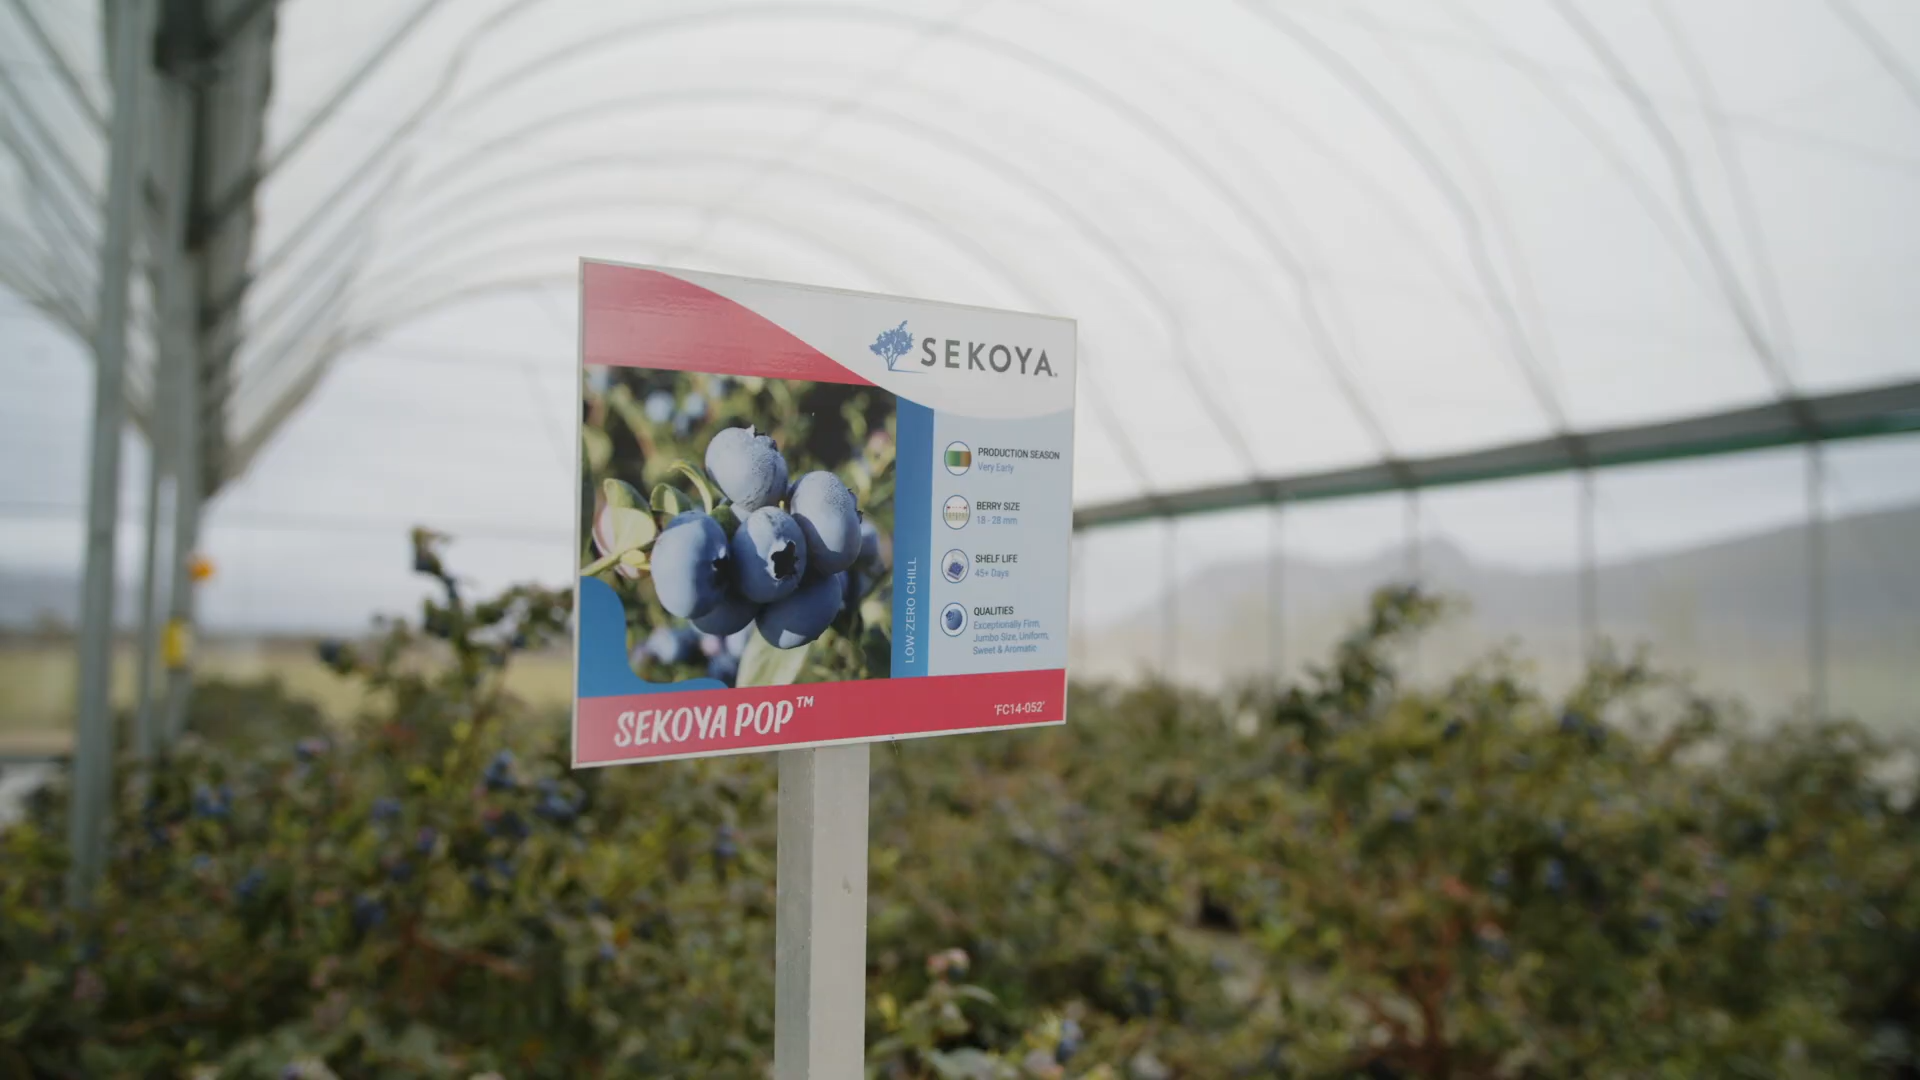 SEKOYA
PRODUCTION SEASON
Very Early
BERRY SIZE
18 - 28 mm
SHELF LIFE
45+ Days
QUALITIES
Exceptionally Firm,
Jumbo Size, Uniform,
Sweet & Aromatic
LOW-ZERO CHILL
SEKOYA POP™
'FC14-052'